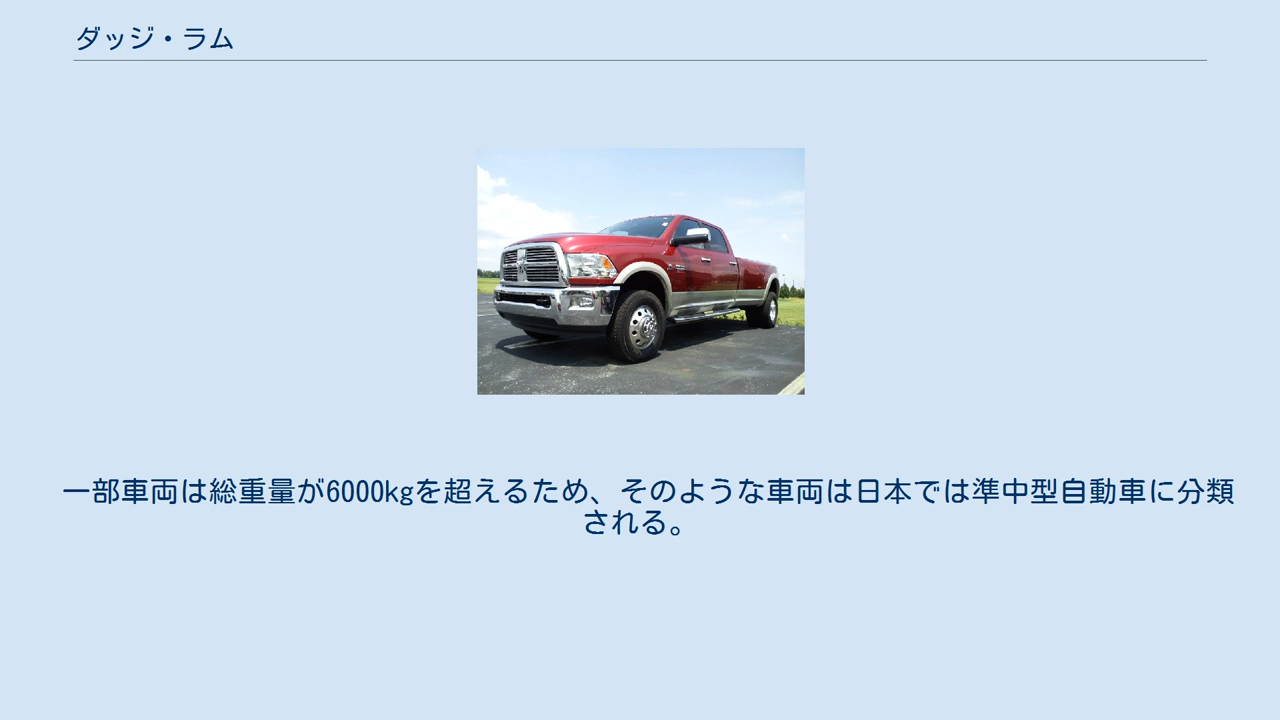 ダッジ・ラム
一部車両は総重量が6000kgを超えるため、そのような車両は日本では準中型自動車に分類
される。